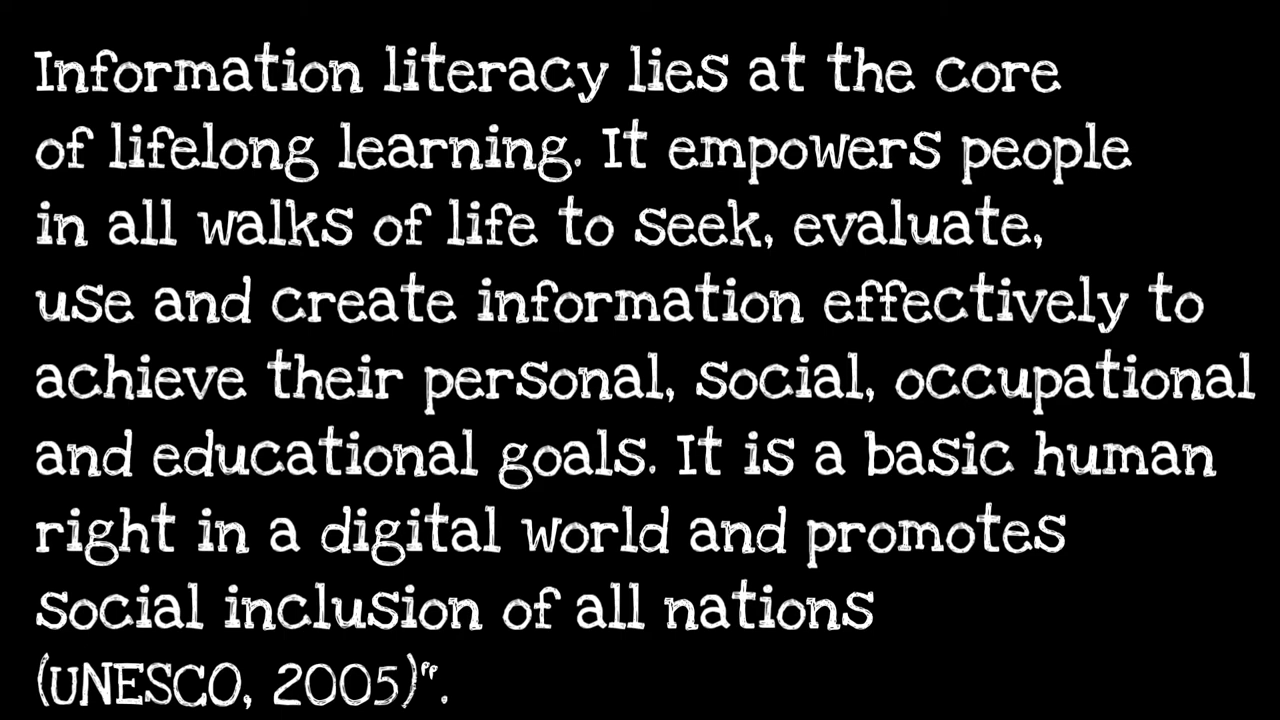 Information literacy lies at the core
of lifelong learning. It empowers people
in all walks of life to seek, evaluate,
use and create information effectively to
achieve their personal, social, occupational
and educational goals. It is a basic human
right in a digital world and promotes
social inclusion of all nations
(UNESCO, 2005)”.